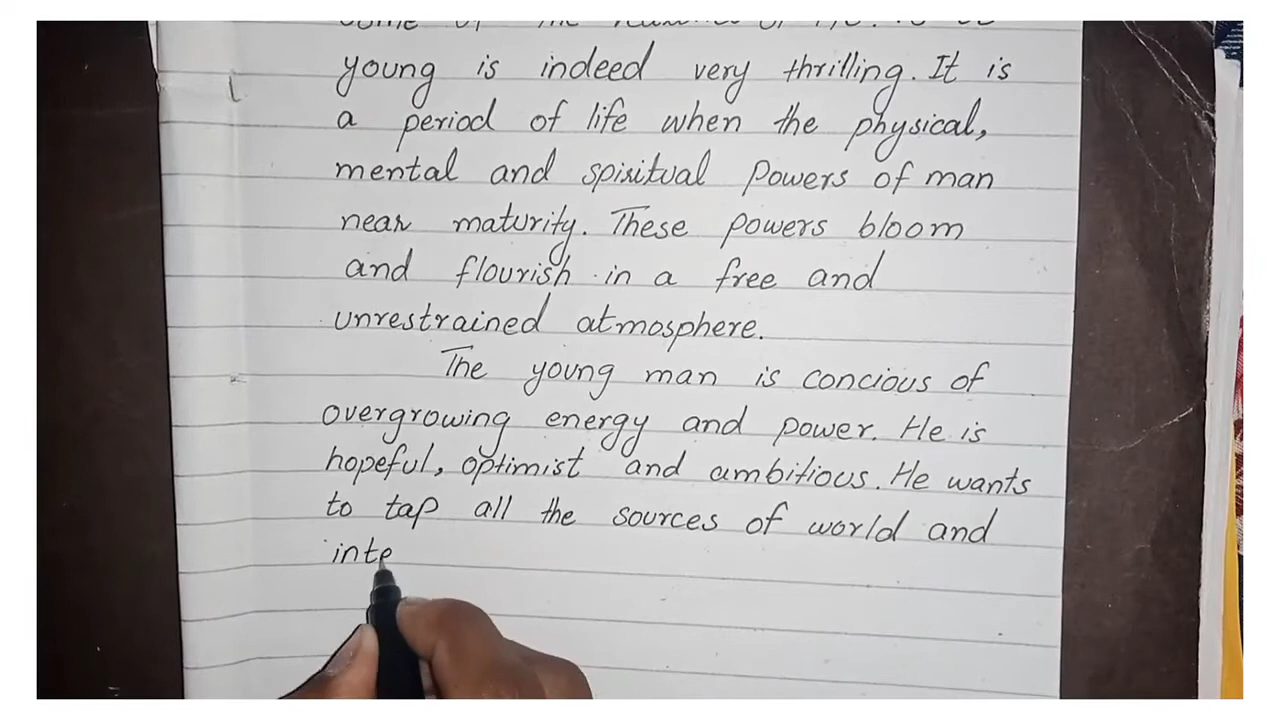 of the of
young is indeed very thrilling. It is
a period of life when the physical,
mental and spiritual powers of man
near maturity. These powers bloom
and flourish in a free and
unrestrained atmosphere.
The young man is concious of
overgrowing energy and power. He is
hopeful, optimist and ambitious. He wants
to tap all the sources of world and
inte